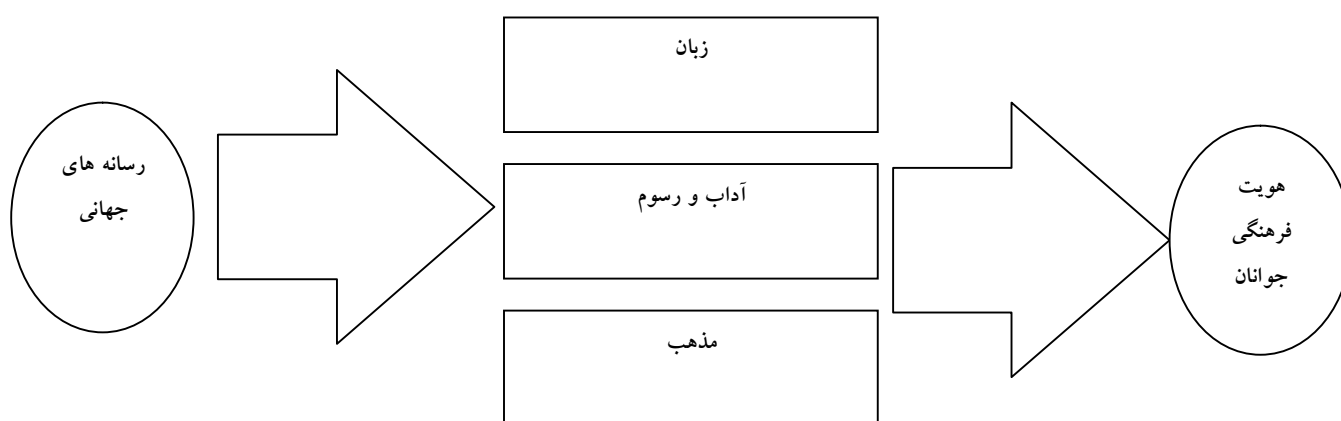 رسانه های
جهانی
زبان
آداب و رسوم
مذهب
هویت
فرهنگی
جوانان